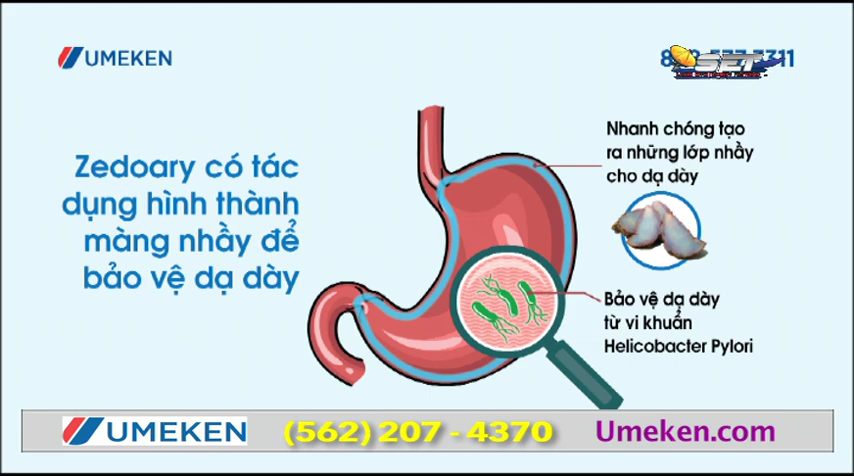 UMEKEN
SET
Zedoary có tác
dụng hình thành
màng nhầy để
bảo vệ dạ dày
Nhanh chóng tạo
ra những lớp nhầy
cho dạ dày
Bảo vệ dạ dày
từ vi khuẩn
Helicobacter Pylori
UMEKEN (562) 207 - 4370 Umeken.com